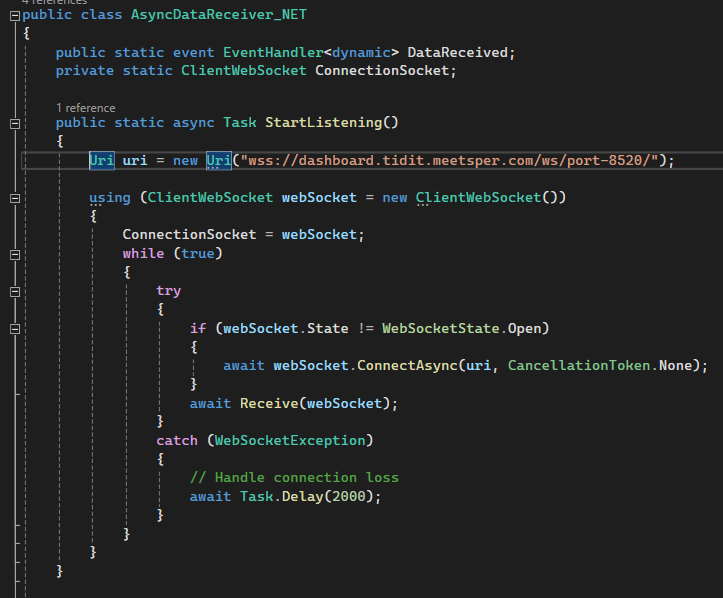 4 references
public class AsyncDataReceiver_NET
{
public static event EventHandler<dynamic> DataReceived;
private static ClientWebSocket ConnectionSocket;
1 reference
public static async Task StartListening()
{
Uri uri = new Uri("wss://dashboard.tidit.meetsper.com/ws/port-8520/");
using (ClientWebSocket webSocket = new ClientWebSocket())
{
ConnectionSocket = webSocket;
while (true)
{
try
{
if (webSocket.State != WebSocketState.Open)
{
await webSocket.ConnectAsync(uri, CancellationToken.None);
}
await Receive(webSocket);
}
catch (WebSocketException)
{
// Handle connection loss
await Task.Delay(2000);
}
}
}
}